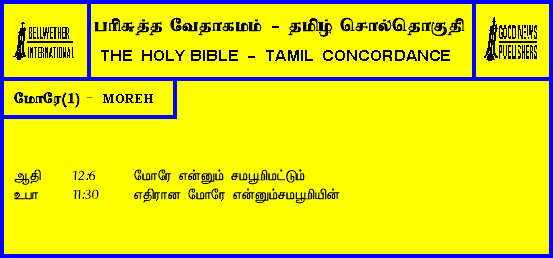 BELLWETHER
INTERNATIONAL
பரிசுத்த வேதாகமம் - தமிழ் சொல்தொகுதி
THE HOLY BIBLE - TAMIL CONCORDANCE
GOOD NEWS
PUBLISHERS
மோரே(1) - MOREH
ஆதி 12:6 மோரே என்னும் சமபூமிமட்டும்
உபா 11:30 எதிரான மோரே என்னும்சமபூமியின்